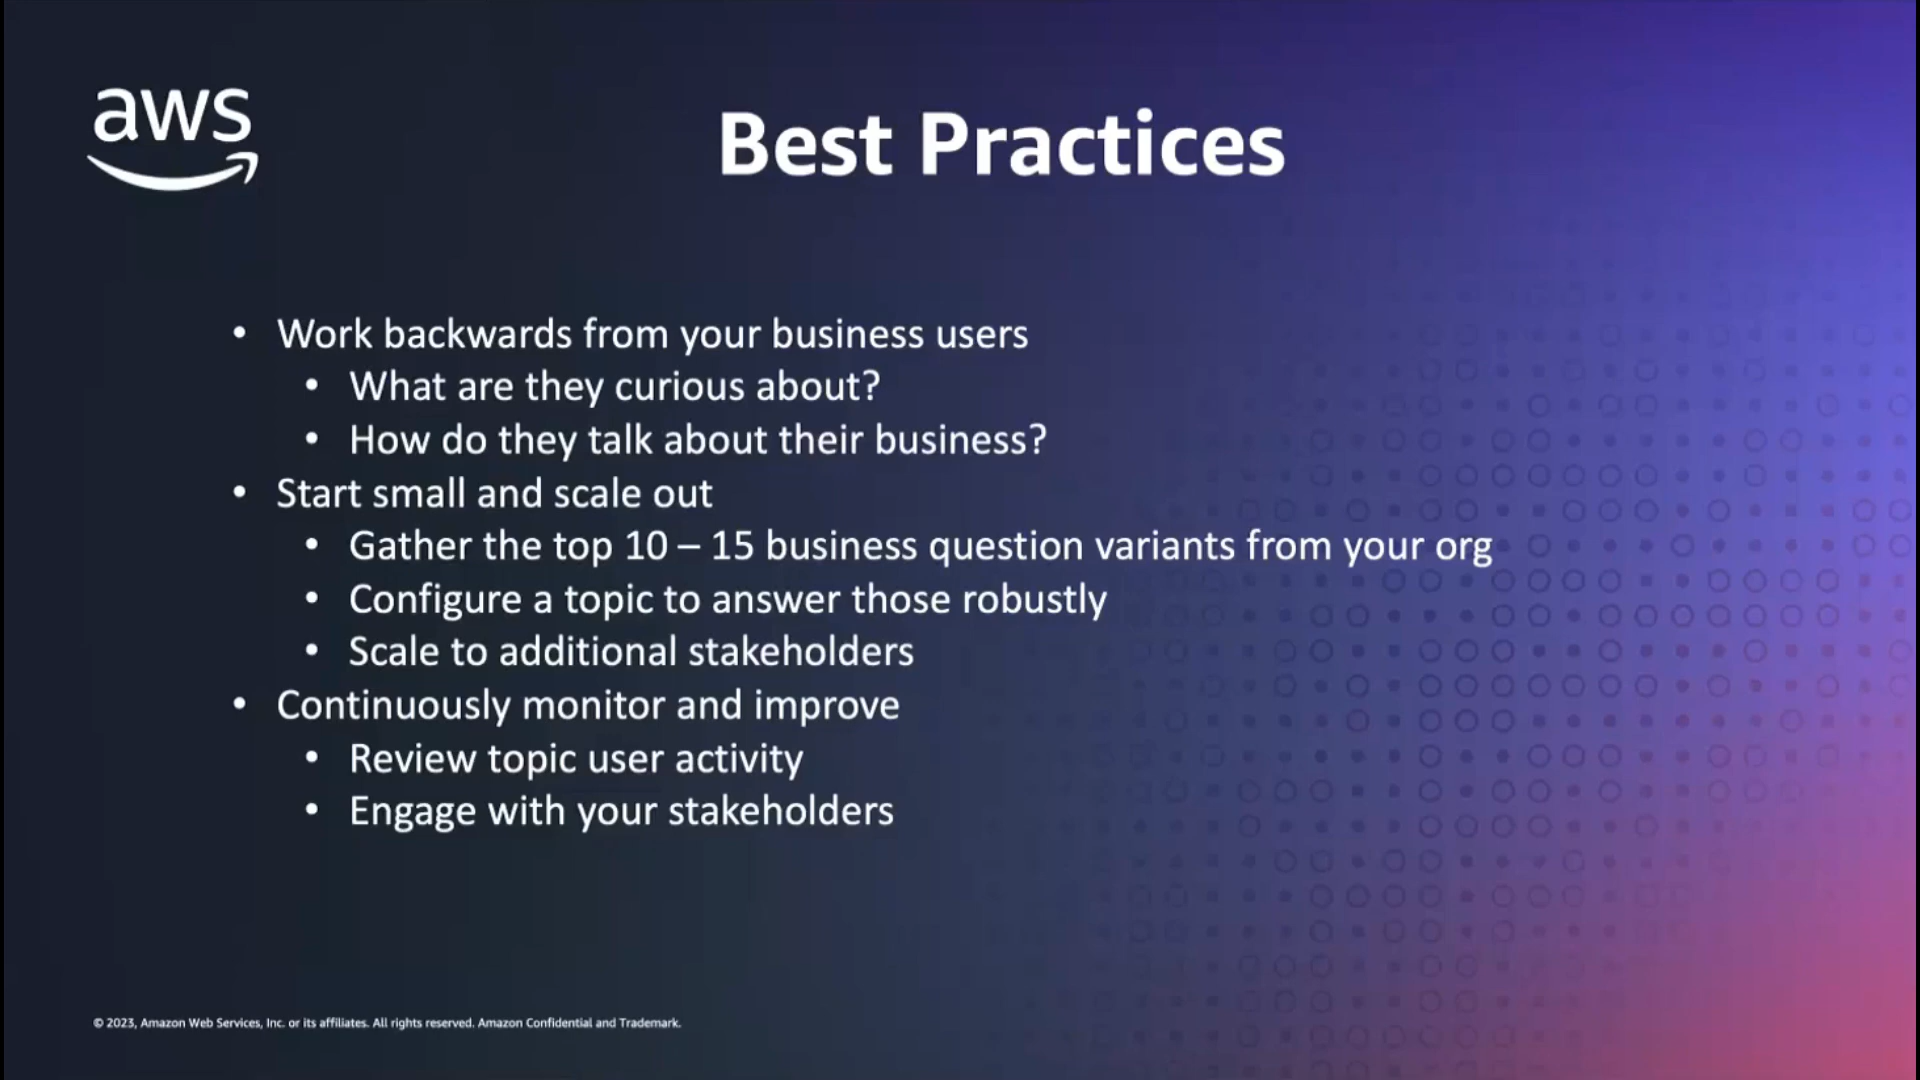 aws
Best Practices
• Work backwards from your business users
• What are they curious about?
• How do they talk about their business?
• Start small and scale out
• Gather the top 10 – 15 business question variants from your org
• Configure a topic to answer those robustly
• Scale to additional stakeholders
• Continuously monitor and improve
• Review topic user activity
• Engage with your stakeholders
© 2023, Amazon Web Services, Inc. or its affiliates. All rights reserved. Amazon Confidential and Trademark.